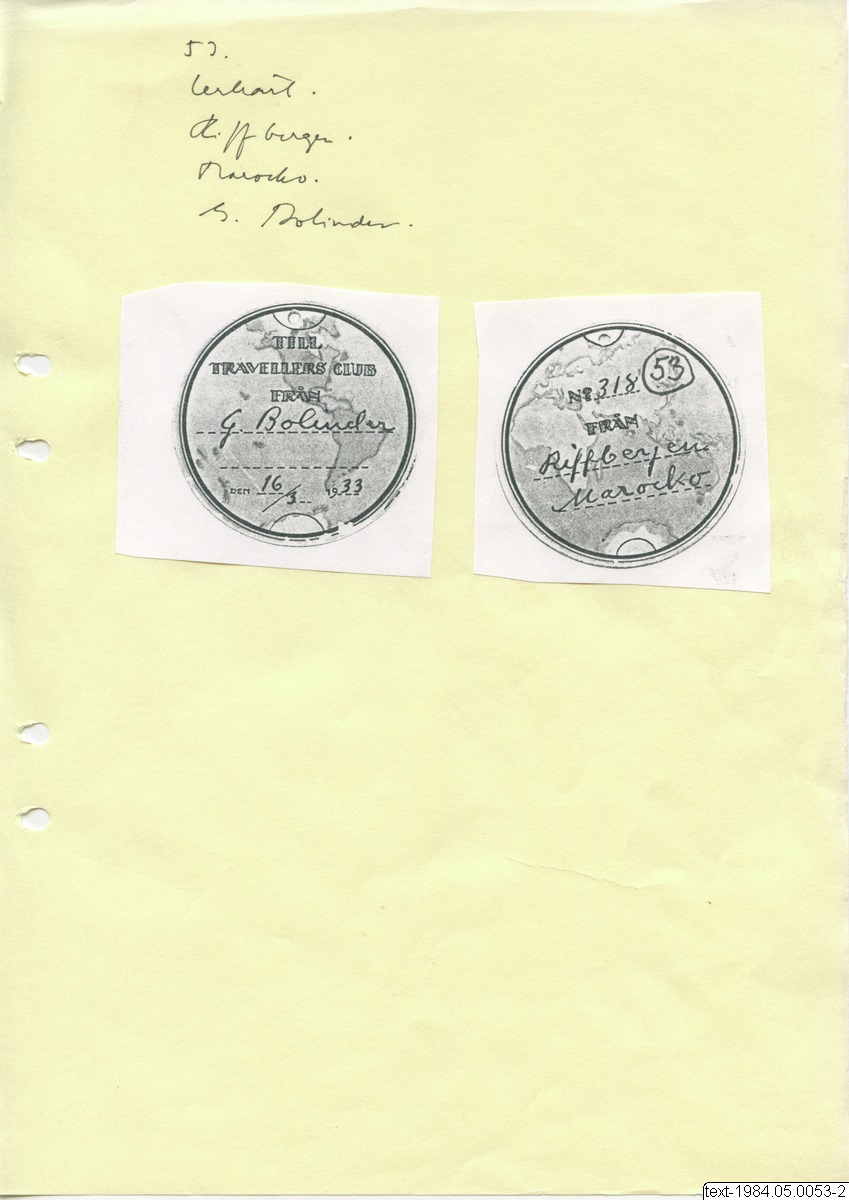 53.
Lerkärl.
Riffbergen.
Marocko.
G. Bolinder.
TILL
TRAVELLERS CLUB
FRÅN
G. Bolinder
DEN 16/3 1933
Nº 318 53
FRÅN
Riffbergen
Marocko
text-1984.05.0053-2